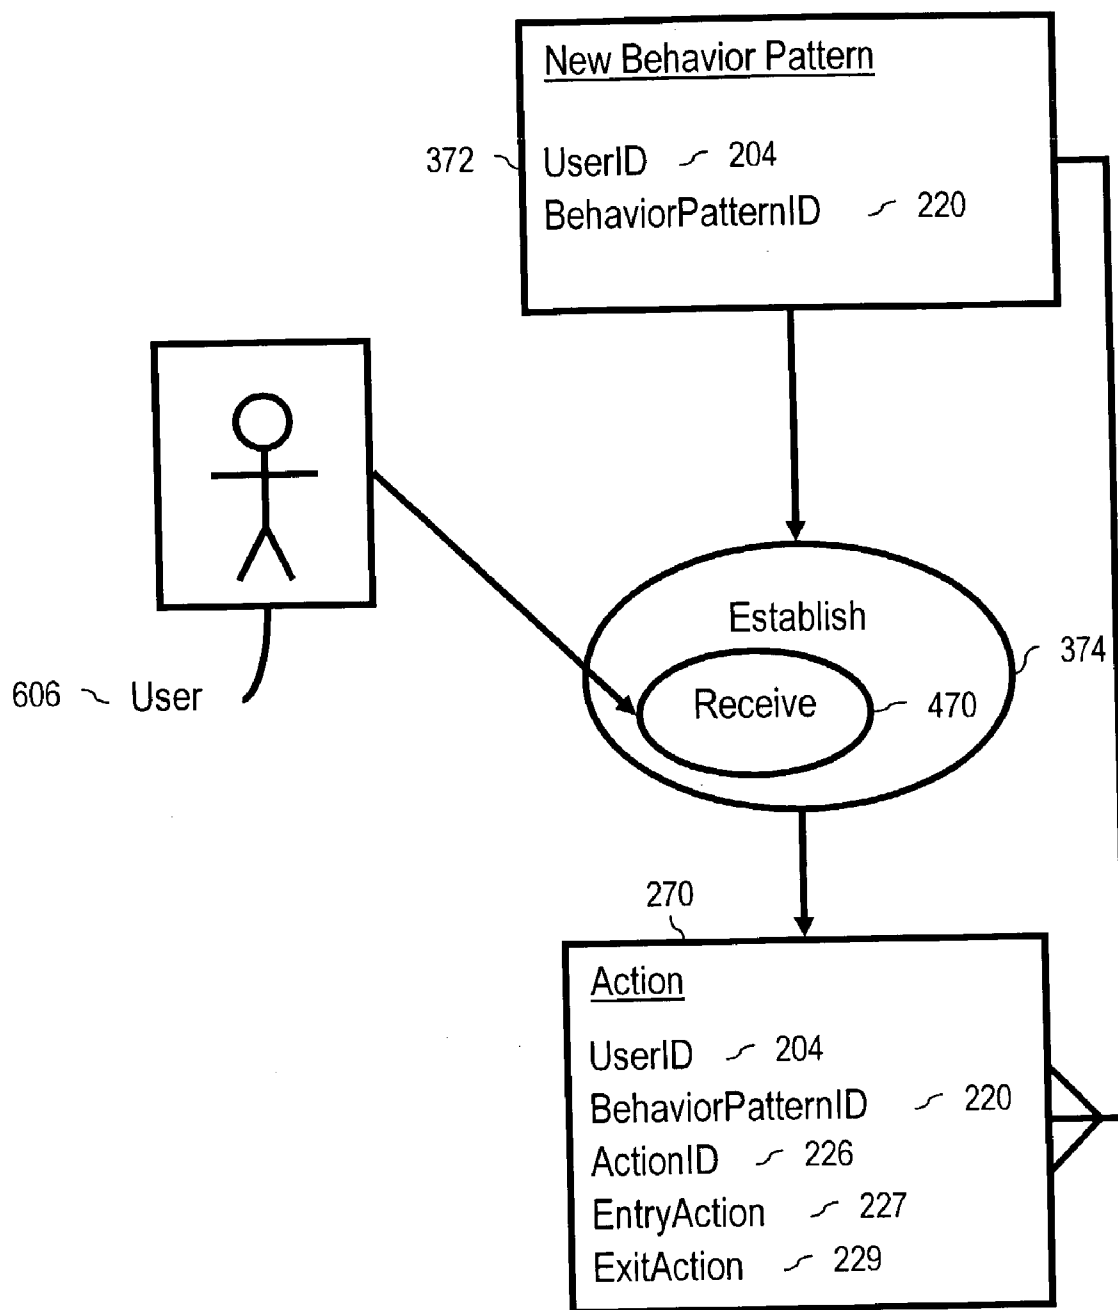 New Behavior Pattern
372
UserID 204
BehaviorPatternID 220
606 User
Establish
374
Receive 470
270
Action
UserID 204
BehaviorPatternID 220
ActionID 226
EntryAction 227
ExitAction 229